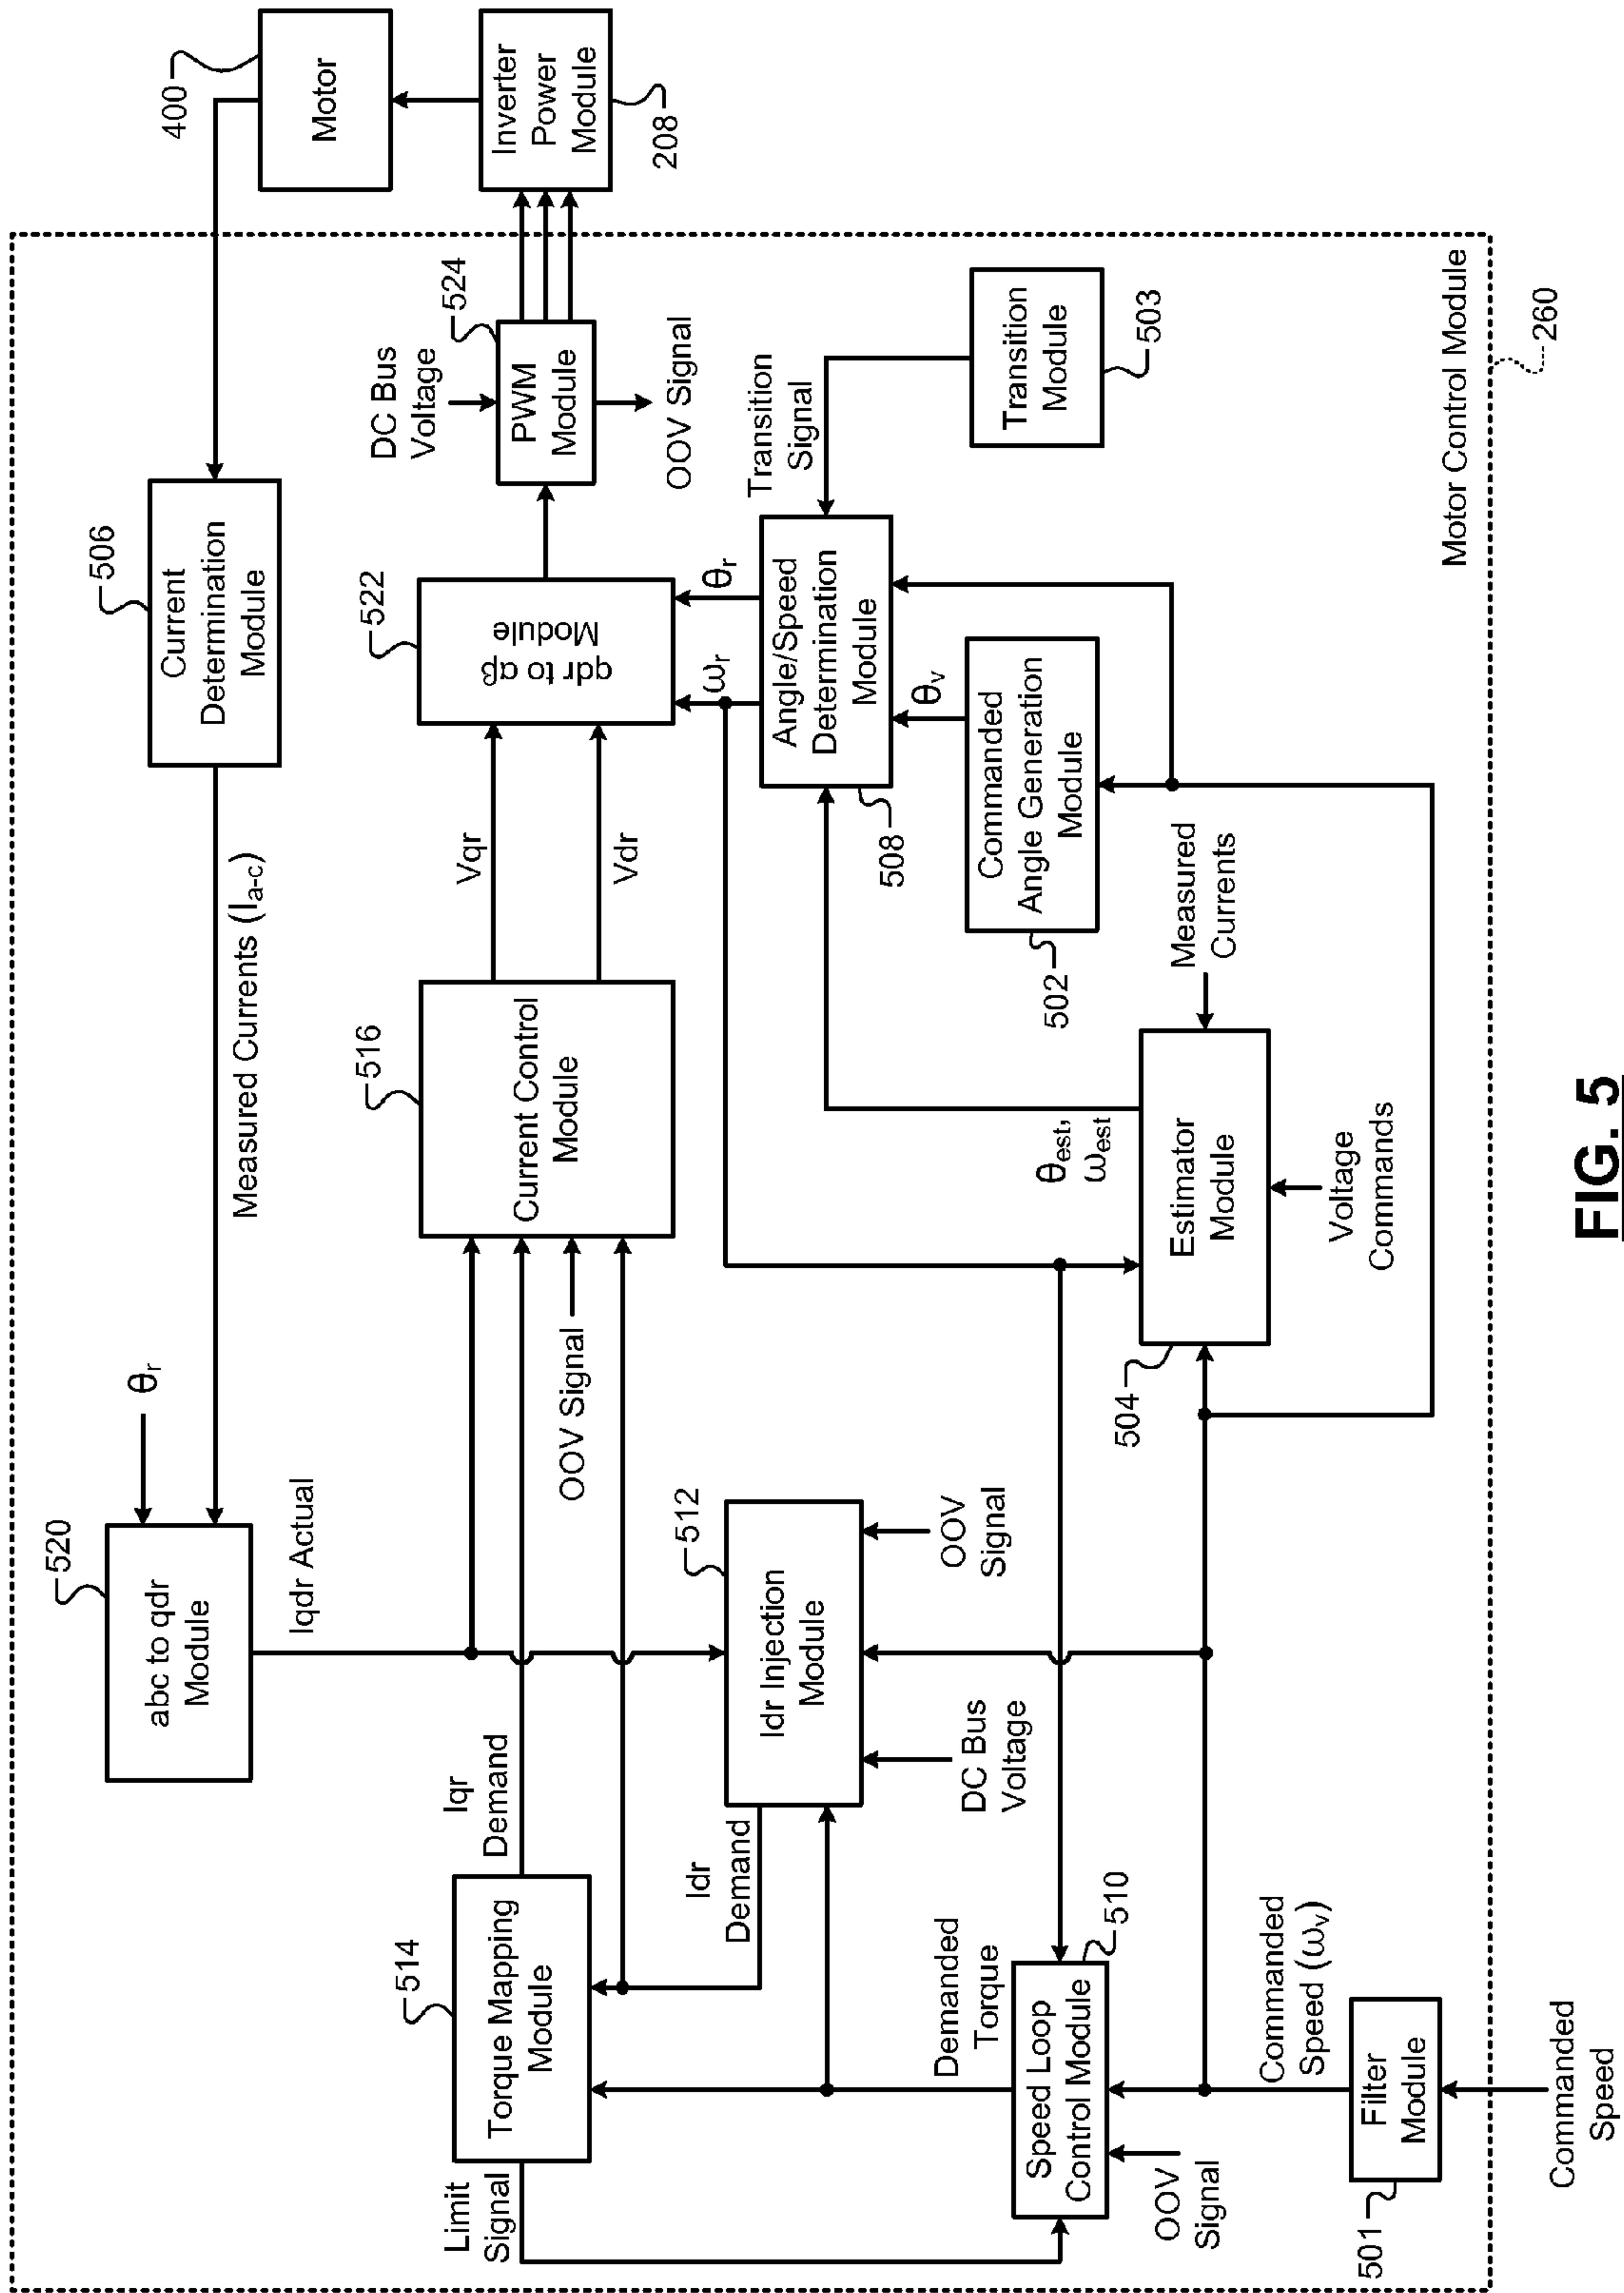 400
Motor
Inverter
Power
Module
208
506
Current
Determination
Module
Measured Currents (Ia-c)
θr
520
abc to qdr
Module
Iqdr Actual
DC Bus
Voltage
524
PWM
Module
OOV Signal
522
qdr to αβ
Module
Vqr
Vdr
516
Current Control
Module
OOV Signal
Iqr
Demand
514
Torque Mapping
Module
Limit
Signal
Idr
Demand
512
Idr Injection
Module
OOV
Signal
DC Bus
Voltage
ωr
θr
Angle/Speed
Determination
Module
508
Transition
Signal
Transition
Module
503
θv
Commanded
Angle Generation
Module
502
θest,
ωest
Estimator
Module
504
Measured
Currents
Voltage
Commands
Demanded
Torque
Speed Loop
Control Module
510
OOV
Signal
Commanded
Speed (ωv)
Filter
Module
501
Commanded
Speed
Motor Control Module
260
FIG. 5